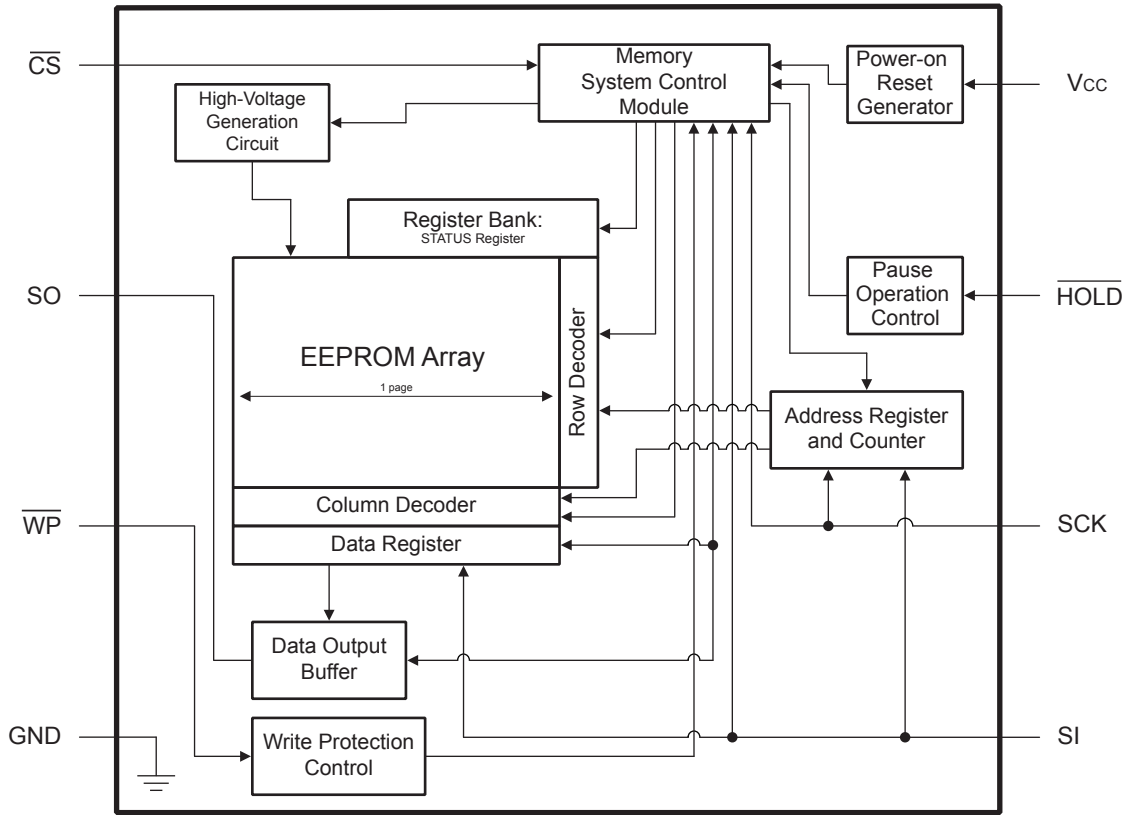 CS
High-Voltage
Generation
Circuit
Memory
System Control
Module
Power-on
Reset
Generator
VCC
Register Bank:
STATUS Register
SO
EEPROM Array
1 page
Row Decoder
Pause
Operation
Control
HOLD
Address Register
and Counter
Column Decoder
Data Register
WP
SCK
Data Output
Buffer
GND
Write Protection
Control
SI